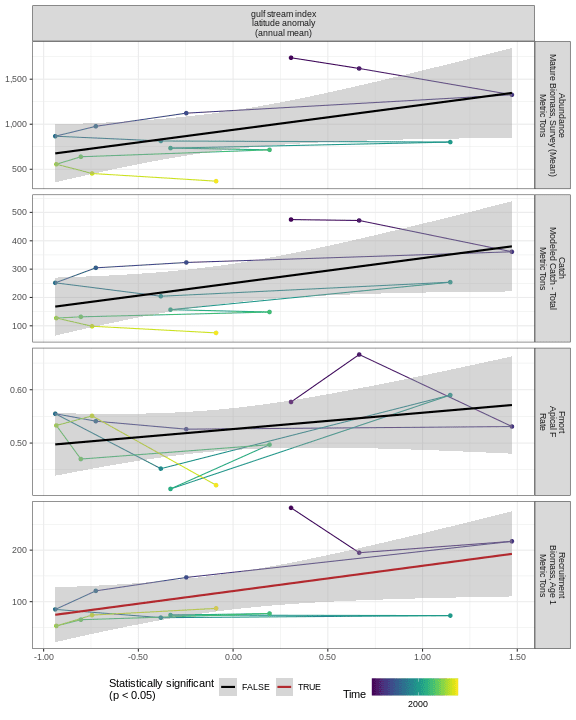 gulf stream index
latitude anomaly
(annual mean)
1,500
1,000
500
Abundance
Mature Biomass, Survey (Mean)
Metric Tons
500
400
300
200
100
Catch
Modeled Catch - Total
Metric Tons
0.60
0.50
Fmort
Apical F
Rate
200
100
Recruitment
Biomass, Age 1
Metric Tons
-1.00
-0.50
0.00
0.50
1.00
1.50
Statistically significant
(p < 0.05)
FALSE
TRUE
Time
2000